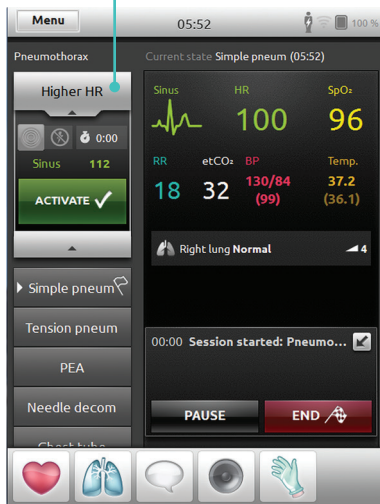 Menu
05:52
100 %
Pneumothorax
Current state Simple pneum (05:52)
Higher HR
0:00
Sinus 112
ACTIVATE
Sinus HR SpO₂
100 96
RR etCO₂ BP Temp.
18 32 130/84 37.2
(99) (36.1)
Right lung Normal 4
Simple pneum
Tension pneum
PEA
Needle decom
Chest tube
00:00 Session started: Pneumo...
PAUSE END